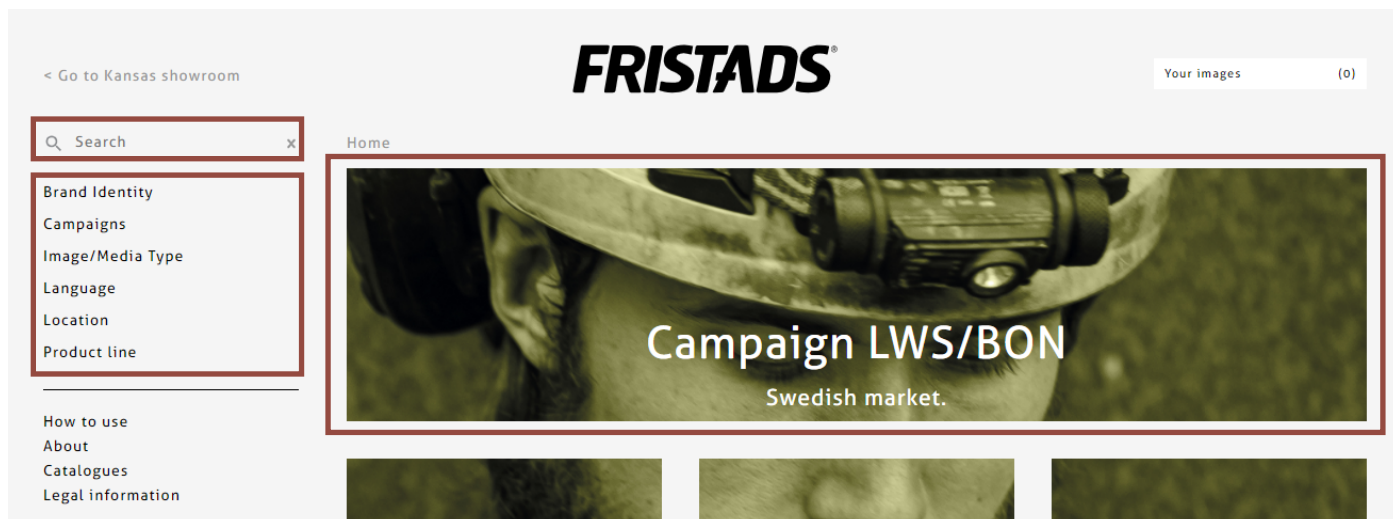 < Go to Kansas showroom
FRISTADS®
Your images (0)
Search x
Home
Brand Identity
Campaigns
Image/Media Type
Language
Location
Product line
Campaign LWS/BON
Swedish market.
How to use
About
Catalogues
Legal information